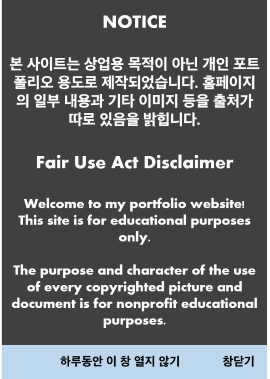 NOTICE
본 사이트는 상업용 목적이 아닌 개인 포트
폴리오 용도로 제작되었습니다. 홈페이지
의 일부 내용과 기타 이미지 등을 출처가
따로 있음을 밝힙니다.
Fair Use Act Disclaimer
Welcome to my portfolio website!
This site is for educational purposes
only.
The purpose and character of the use
of every copyrighted picture and
document is for nonprofit educational
purposes.
하루동안 이 창 열지 않기 창닫기